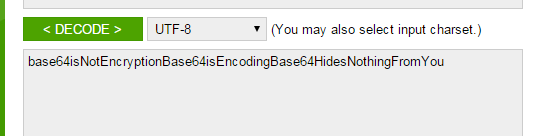 < DECODE > UTF-8 (You may also select input charset.)
base64isNotEncryptionBase64isEncodingBase64HidesNothingFromYou